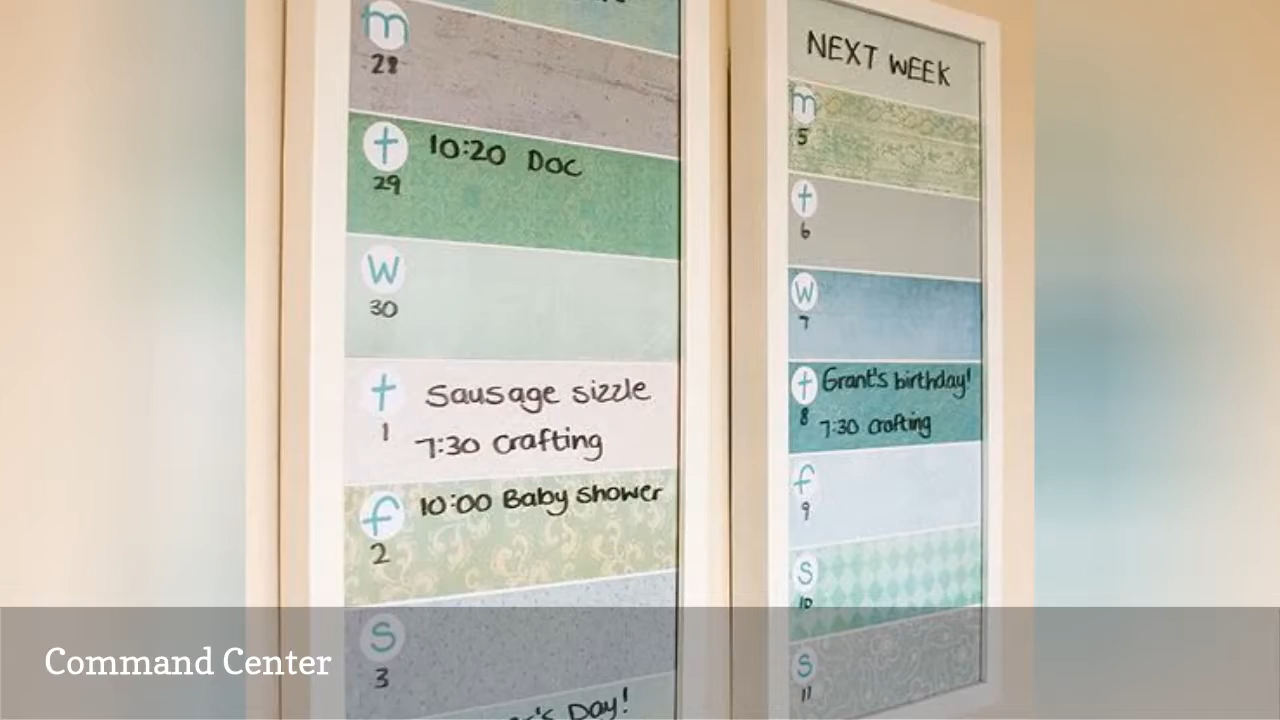 m
28
t
29
10:20 Doc
W
30
t
1
Sausage sizzle
7:30 Crafting
f
2
10:00 Baby shower
S
3
Day!
NEXT WEEK
m
5
t
6
W
7
t
8
Grant's birthday!
7:30 Crafting
f
9
S
10
S
11
Command Center